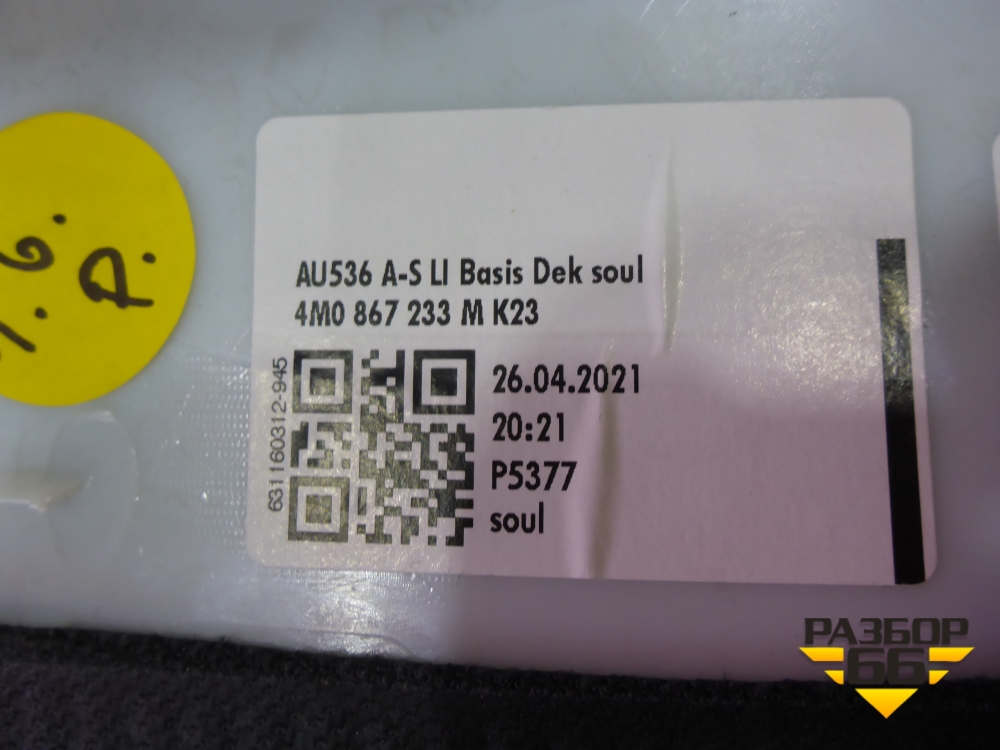 AU536 A-S LI Basis Dek soul
4M0 867 233 M K23
631160312-945
26.04.2021
20:21
P5377
soul
6.
A.
РАЗБОР
66